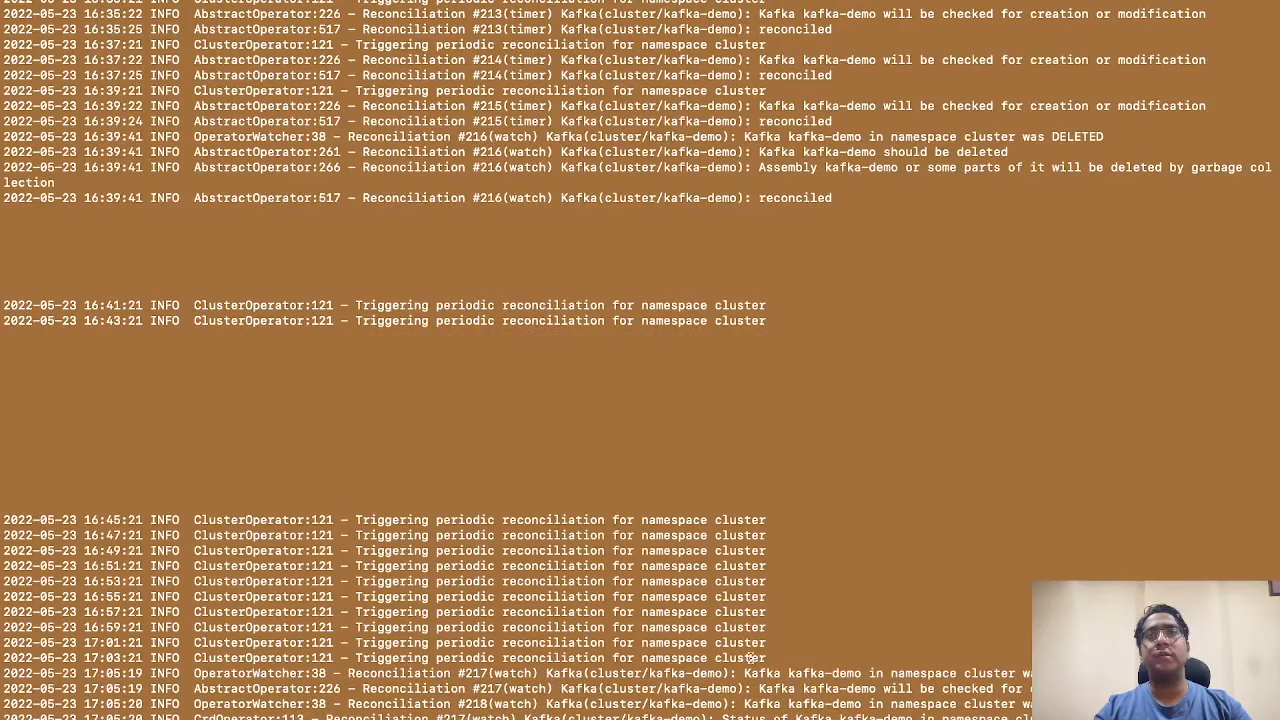 2022-05-23 16:35:22 INFO  AbstractOperator:226 - Reconciliation #213(timer) Kafka(cluster/kafka-demo): Kafka kafka-demo will be checked for creation or modification
2022-05-23 16:35:25 INFO  AbstractOperator:517 - Reconciliation #213(timer) Kafka(cluster/kafka-demo): reconciled
2022-05-23 16:37:21 INFO  ClusterOperator:121 - Triggering periodic reconciliation for namespace cluster
2022-05-23 16:37:22 INFO  AbstractOperator:226 - Reconciliation #214(timer) Kafka(cluster/kafka-demo): Kafka kafka-demo will be checked for creation or modification
2022-05-23 16:37:25 INFO  AbstractOperator:517 - Reconciliation #214(timer) Kafka(cluster/kafka-demo): reconciled
2022-05-23 16:39:21 INFO  ClusterOperator:121 - Triggering periodic reconciliation for namespace cluster
2022-05-23 16:39:22 INFO  AbstractOperator:226 - Reconciliation #215(timer) Kafka(cluster/kafka-demo): Kafka kafka-demo will be checked for creation or modification
2022-05-23 16:39:24 INFO  AbstractOperator:517 - Reconciliation #215(timer) Kafka(cluster/kafka-demo): reconciled
2022-05-23 16:39:41 INFO  OperatorWatcher:38 - Reconciliation #216(watch) Kafka(cluster/kafka-demo): Kafka kafka-demo in namespace cluster was DELETED
2022-05-23 16:39:41 INFO  AbstractOperator:261 - Reconciliation #216(watch) Kafka(cluster/kafka-demo): Kafka kafka-demo should be deleted
2022-05-23 16:39:41 INFO  AbstractOperator:266 - Reconciliation #216(watch) Kafka(cluster/kafka-demo): Assembly kafka-demo or some parts of it will be deleted by garbage col
lection
2022-05-23 16:39:41 INFO  AbstractOperator:517 - Reconciliation #216(watch) Kafka(cluster/kafka-demo): reconciled
2022-05-23 16:41:21 INFO  ClusterOperator:121 - Triggering periodic reconciliation for namespace cluster
2022-05-23 16:43:21 INFO  ClusterOperator:121 - Triggering periodic reconciliation for namespace cluster
2022-05-23 16:45:21 INFO  ClusterOperator:121 - Triggering periodic reconciliation for namespace cluster
2022-05-23 16:47:21 INFO  ClusterOperator:121 - Triggering periodic reconciliation for namespace cluster
2022-05-23 16:49:21 INFO  ClusterOperator:121 - Triggering periodic reconciliation for namespace cluster
2022-05-23 16:51:21 INFO  ClusterOperator:121 - Triggering periodic reconciliation for namespace cluster
2022-05-23 16:53:21 INFO  ClusterOperator:121 - Triggering periodic reconciliation for namespace cluster
2022-05-23 16:55:21 INFO  ClusterOperator:121 - Triggering periodic reconciliation for namespace cluster
2022-05-23 16:57:21 INFO  ClusterOperator:121 - Triggering periodic reconciliation for namespace cluster
2022-05-23 16:59:21 INFO  ClusterOperator:121 - Triggering periodic reconciliation for namespace cluster
2022-05-23 17:01:21 INFO  ClusterOperator:121 - Triggering periodic reconciliation for namespace cluster
2022-05-23 17:03:21 INFO  ClusterOperator:121 - Triggering periodic reconciliation for namespace cluster
2022-05-23 17:05:19 INFO  OperatorWatcher:38 - Reconciliation #217(watch) Kafka(cluster/kafka-demo): Kafka kafka-demo in namespace cluster
2022-05-23 17:05:19 INFO  AbstractOperator:226 - Reconciliation #217(watch) Kafka(cluster/kafka-demo): Kafka kafka-demo will be checked for
2022-05-23 17:05:20 INFO  OperatorWatcher:38 - Reconciliation #218(watch) Kafka(cluster/kafka-demo): Kafka kafka-demo in namespace cluster
2022-05-23 17:05:20 INFO  CrdOperator:113 - Reconciliation #217(watch) Kafka(cluster/kafka-demo): Status of Kafka kafka-demo in namespace